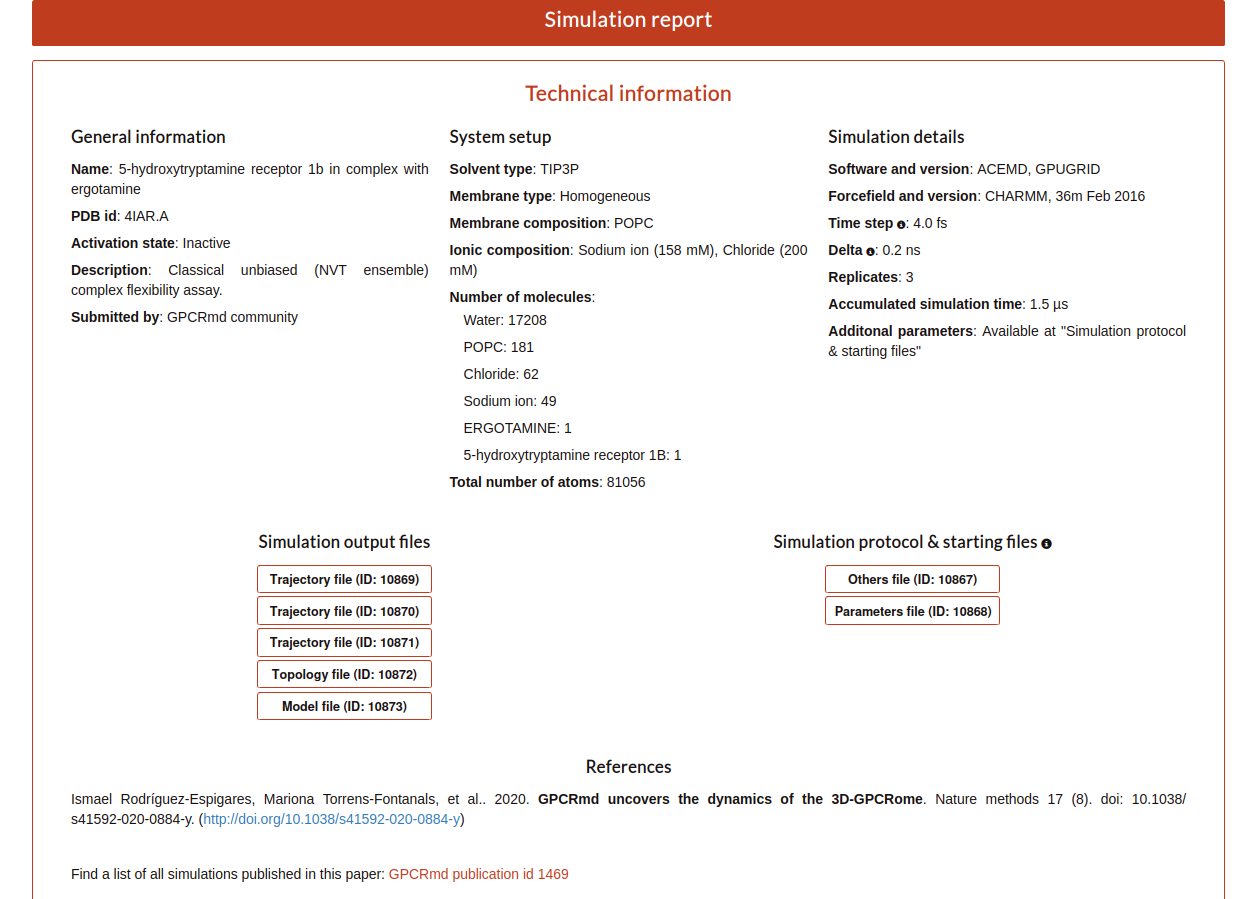 Simulation report
Technical information
General information
Name: 5-hydroxytryptamine receptor 1b in complex with
ergotamine
PDB id: 4IAR.A
Activation state: Inactive
Description: Classical unbiased (NVT ensemble)
complex flexibility assay.
Submitted by: GPCRmd community
System setup
Solvent type: TIP3P
Membrane type: Homogeneous
Membrane composition: POPC
Ionic composition: Sodium ion (158 mM), Chloride (200
mM)
Number of molecules:
Water: 17208
POPC: 181
Chloride: 62
Sodium ion: 49
ERGOTAMINE: 1
5-hydroxytryptamine receptor 1B: 1
Total number of atoms: 81056
Simulation details
Software and version: ACEMD, GPUGRID
Forcefield and version: CHARMM, 36m Feb 2016
Time step : 4.0 fs
Delta : 0.2 ns
Replicates: 3
Accumulated simulation time: 1.5 µs
Additonal parameters: Available at "Simulation protocol
& starting files"
Simulation output files
Trajectory file (ID: 10869)
Trajectory file (ID: 10870)
Trajectory file (ID: 10871)
Topology file (ID: 10872)
Model file (ID: 10873)
Simulation protocol & starting files
Others file (ID: 10867)
Parameters file (ID: 10868)
References
Ismael Rodríguez-Espigares, Mariona Torrens-Fontanals, et al.. 2020. GPCRmd uncovers the dynamics of the 3D-GPCRome. Nature methods 17 (8). doi: 10.1038/
s41592-020-0884-y. (http://doi.org/10.1038/s41592-020-0884-y)
Find a list of all simulations published in this paper: GPCRmd publication id 1469